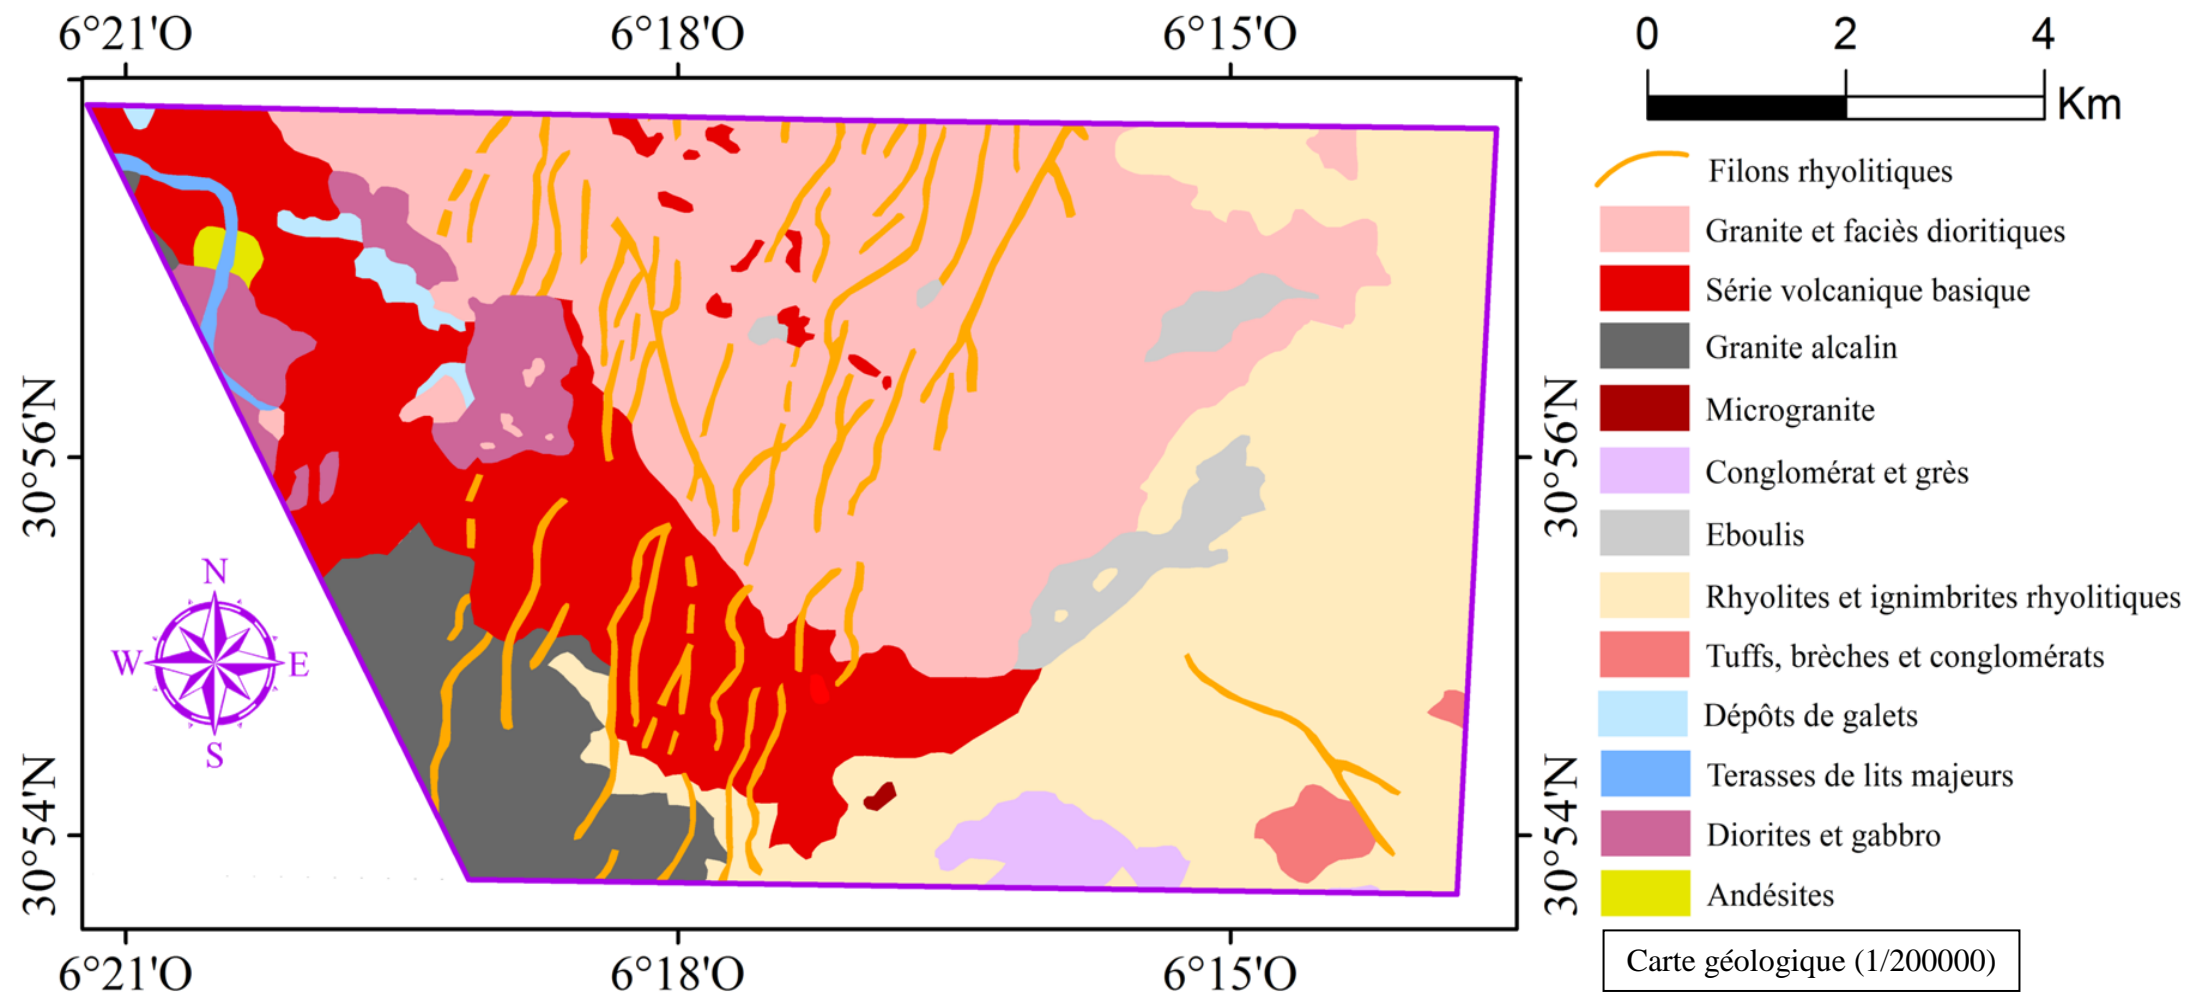 6°21'O 6°18'O 6°15'O
0 2 4
Km
Filons rhyolitiques
Granite et faciès dioritiques
Série volcanique basique
Granite alcalin
Microgranite
Conglomérat et grès
Eboulis
Rhyolites et ignimbrites rhyolitiques
Tuffs, brèches et conglomérats
Dépôts de galets
Terasses de lits majeurs
Diorites et gabbro
Andésites
Carte géologique (1/200000)
30°56'N
30°56'N
30°54'N
30°54'N
N
W E
S
6°21'O 6°18'O 6°15'O